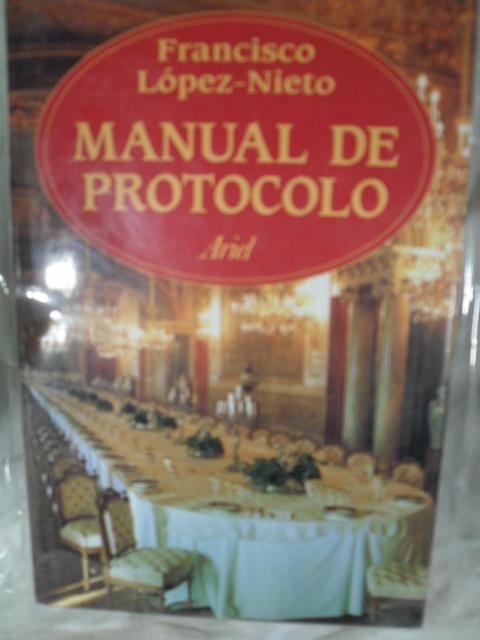 Francisco
López-Nieto
MANUAL DE
PROTOCOLO
Ariel